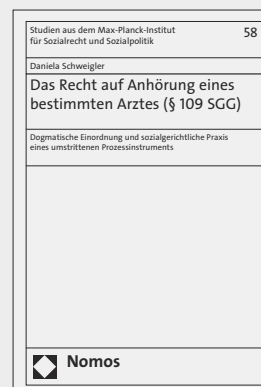 Studien aus dem Max-Planck-Institut
für Sozialrecht und Sozialpolitik
58
Daniela Schweigler
Das Recht auf Anhörung eines
bestimmten Arztes (§ 109 SGG)
Dogmatische Einordnung und sozialgerichtliche Praxis
eines umstrittenen Prozessinstruments
Nomos